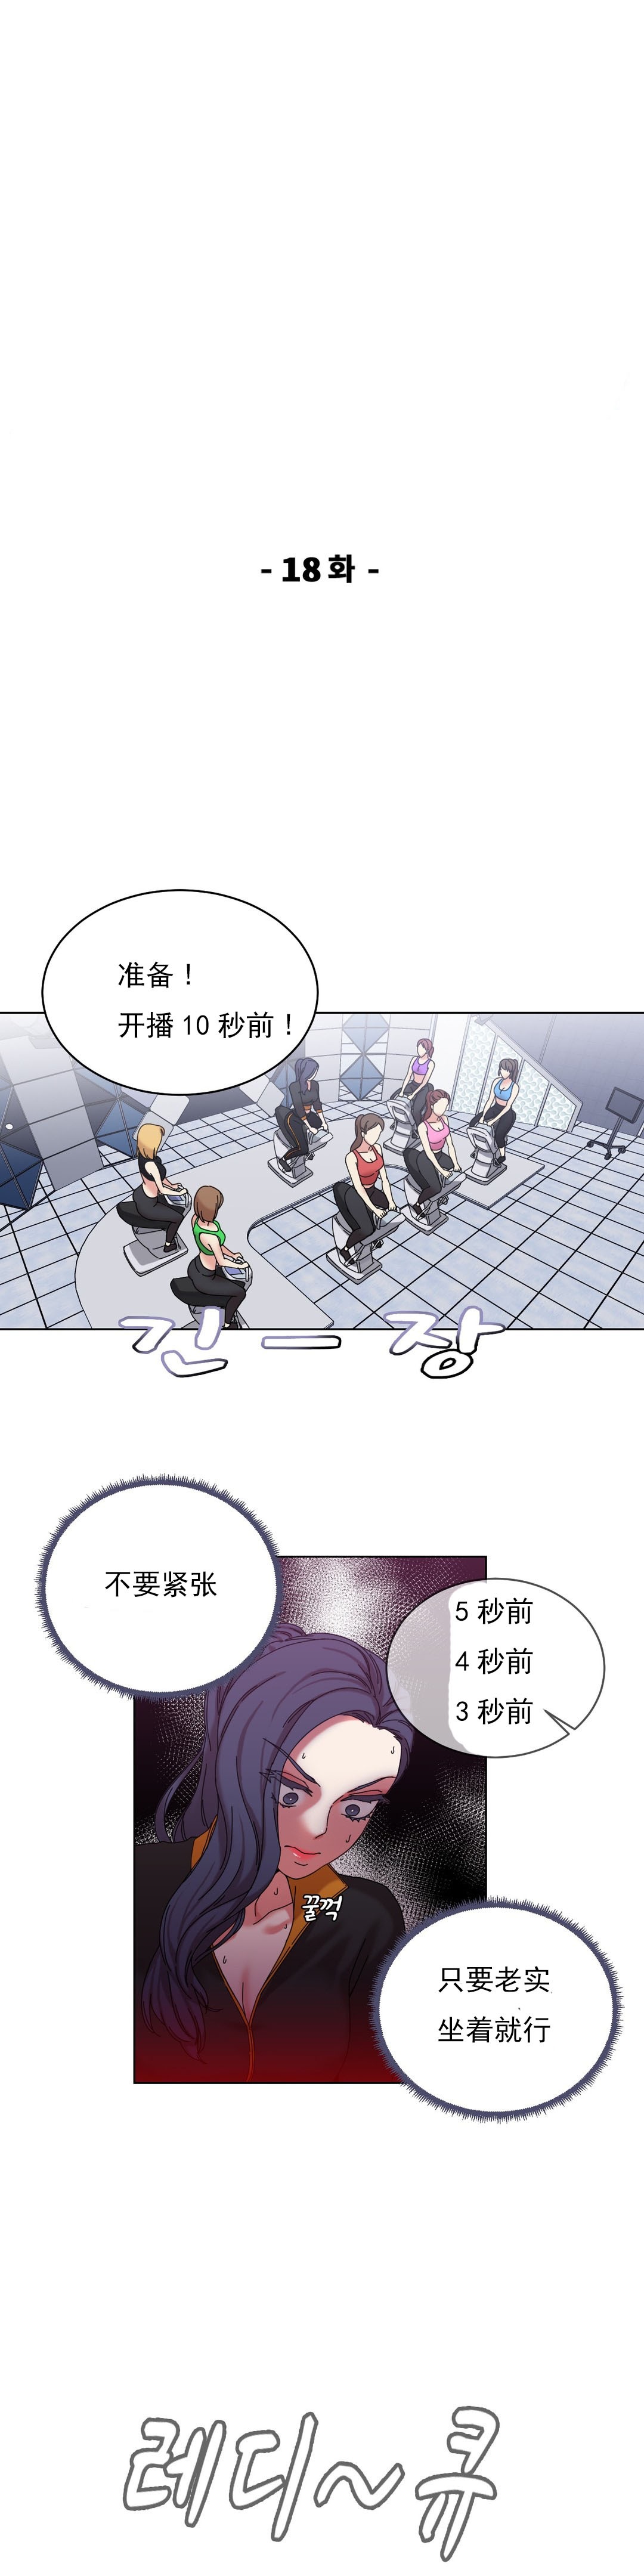 - 18화 -
准备！
开播 10 秒前！
긴 ー 장
不要紧张
5 秒前
4 秒前
3 秒前
꿀꺽
只要老实
坐着就行
레디~큐